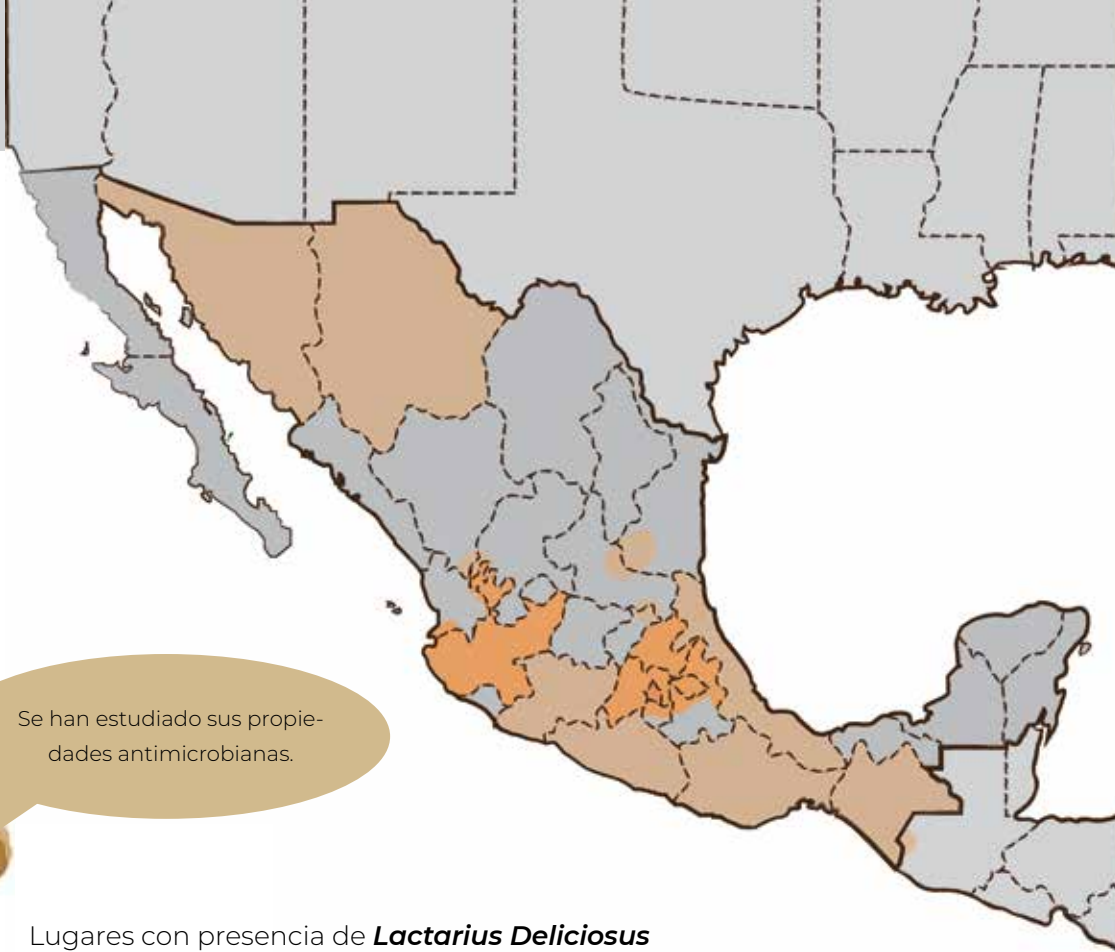 Se han estudiado sus propie-
dades antimicrobianas.
Lugares con presencia de Lactarius Deliciosus